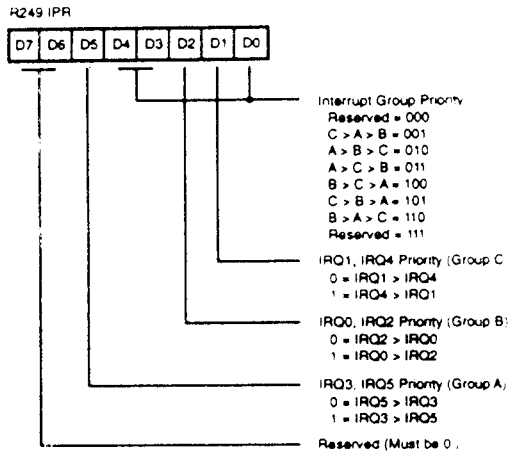 R249 IPR
D7 D6 D5 D4 D3 D2 D1 D0
Interrupt Group Priority
Reserved = 000
C > A > B = 001
A > B > C = 010
A > C > B = 011
B > C > A = 100
C > B > A = 101
B > A > C = 110
Reserved = 111
IRQ1, IRQ4 Priority (Group C
0 = IRQ1 > IRQ4
1 = IRQ4 > IRQ1
IRQ0, IRQ2 Priority (Group B)
0 = IRQ2 > IRQ0
1 = IRQ0 > IRQ2
IRQ3, IRQ5 Priority (Group A)
0 = IRQ5 > IRQ3
1 = IRQ3 > IRQ5
Reserved (Must be 0.